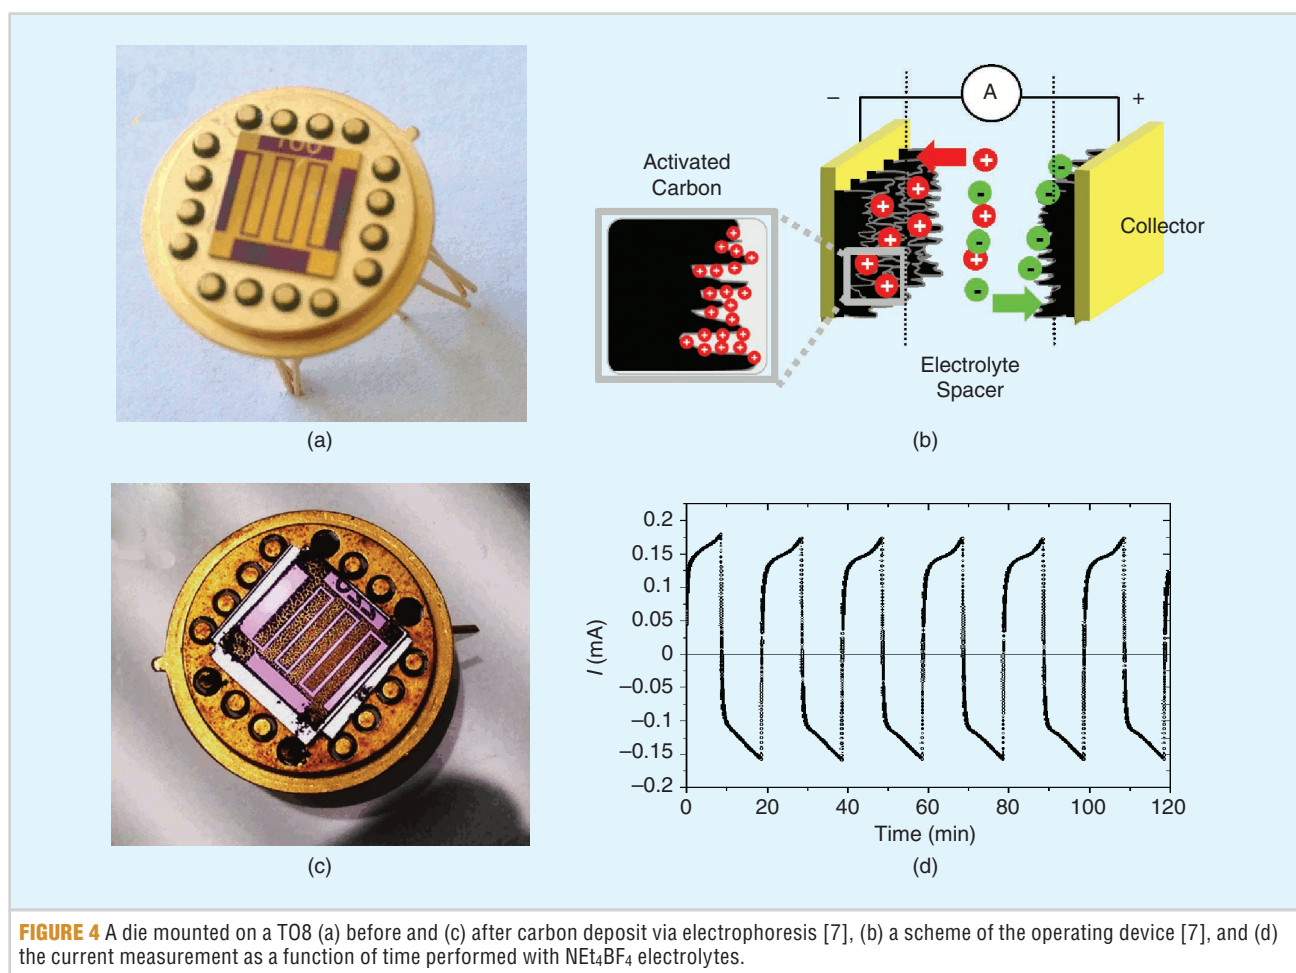 Activated
Carbon
− A +
Collector
Electrolyte
Spacer
(a)
(b)
0.2
0.15
0.1
0.05
0
−0.05
−0.1
−0.15
−0.2
I (mA)
0 20 40 60 80 100 120
Time (min)
(c)
(d)
FIGURE 4 A die mounted on a TO8 (a) before and (c) after carbon deposit via electrophoresis [7], (b) a scheme of the operating device [7], and (d)
the current measurement as a function of time performed with NEt₄BF₄ electrolytes.